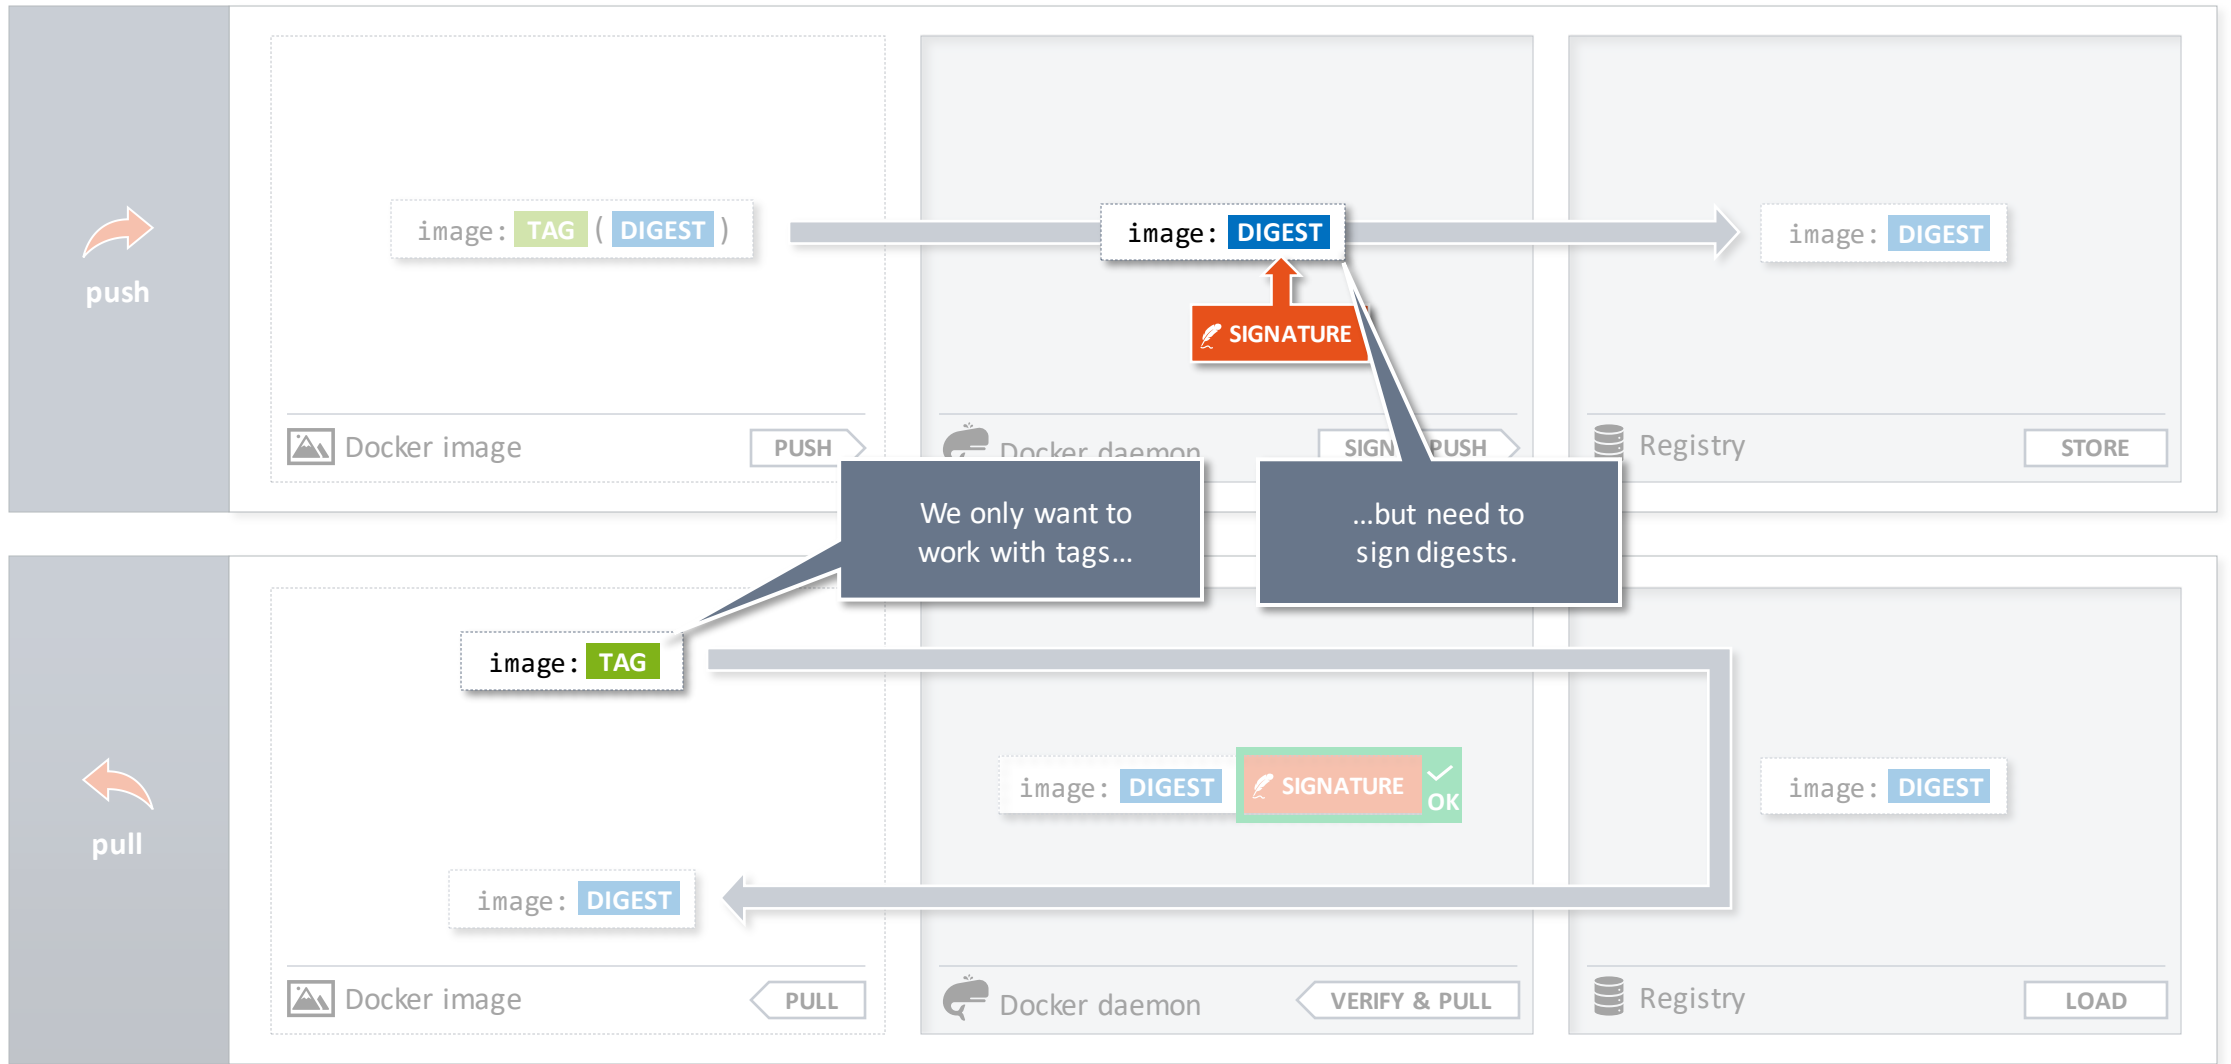 image: TAG ( DIGEST )
image: DIGEST
image: DIGEST
push
SIGNATURE
Docker image
PUSH
Docker daemon
SIGN PUSH
Registry
STORE
We only want to
work with tags...
...but need to
sign digests.
image: TAG
image: DIGEST
SIGNATURE
OK
image: DIGEST
pull
image: DIGEST
Docker image
PULL
Docker daemon
VERIFY & PULL
Registry
LOAD